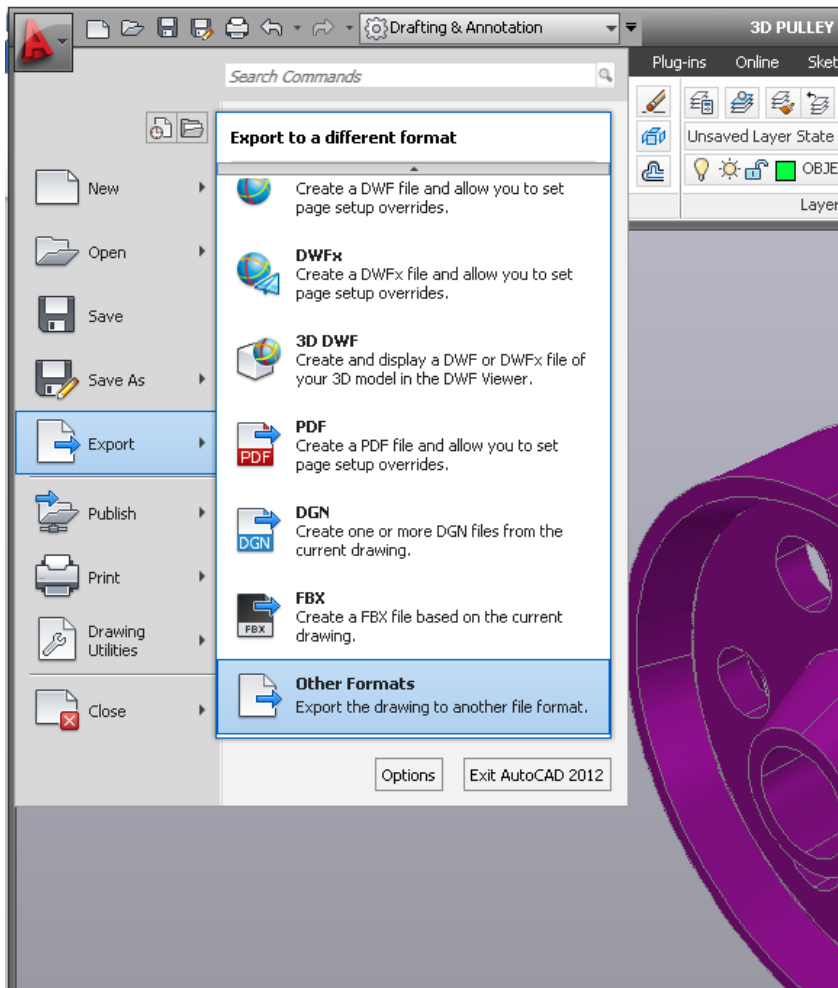 Drafting & Annotation
3D PULLEY
Search Commands
Plug-ins Online Sket
Unsaved Layer State
OBJE
Layer
Export to a different format
New
Open
Save
Save As
Export
Publish
Print
Drawing
Utilities
Close
Create a DWF file and allow you to set
page setup overrides.
DWFx
Create a DWFx file and allow you to set
page setup overrides.
3D DWF
Create and display a DWF or DWFx file of
your 3D model in the DWF Viewer.
PDF
PDF
Create a PDF file and allow you to set
page setup overrides.
DGN
DGN
Create one or more DGN files from the
current drawing.
FBX
FBX
Create a FBX file based on the current
drawing.
Other Formats
Export the drawing to another file format.
Options
Exit AutoCAD 2012